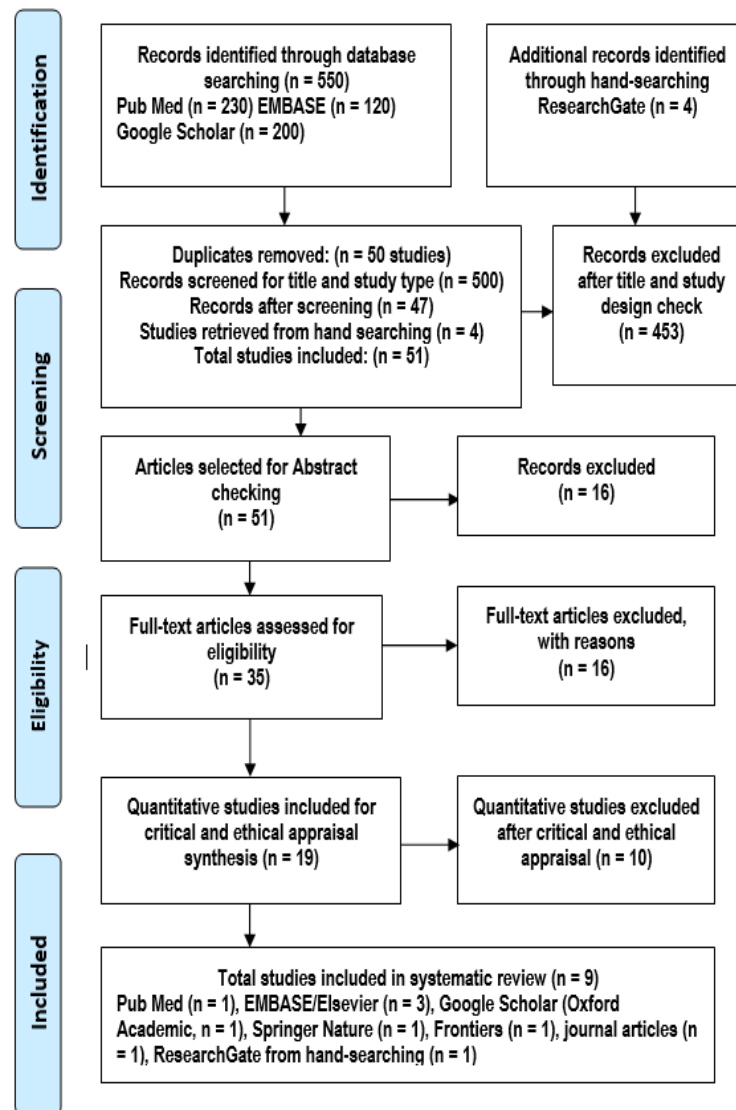 Identification
Records identified through database
searching (n = 550)
Pub Med (n = 230) EMBASE (n = 120)
Google Scholar (n = 200)
Additional records identified
through hand-searching
ResearchGate (n = 4)
Screening
Duplicates removed: (n = 50 studies)
Records screened for title and study type (n = 500)
Records after screening (n = 47)
Studies retrieved from hand searching (n = 4)
Total studies included: (n = 51)
Records excluded
after title and study
design check
(n = 453)
Articles selected for Abstract
checking
(n = 51)
Records excluded
(n = 16)
Eligibility
Full-text articles assessed for
eligibility
(n = 35)
Full-text articles excluded,
with reasons
(n = 16)
Quantitative studies included for
critical and ethical appraisal
synthesis (n = 19)
Quantitative studies excluded
after critical and ethical
appraisal (n = 10)
Included
Total studies included in systematic review (n = 9)
Pub Med (n = 1), EMBASE/Elsevier (n = 3), Google Scholar (Oxford
Academic, n = 1), Springer Nature (n = 1), Frontiers (n = 1), journal articles (n
= 1), ResearchGate from hand-searching (n = 1)